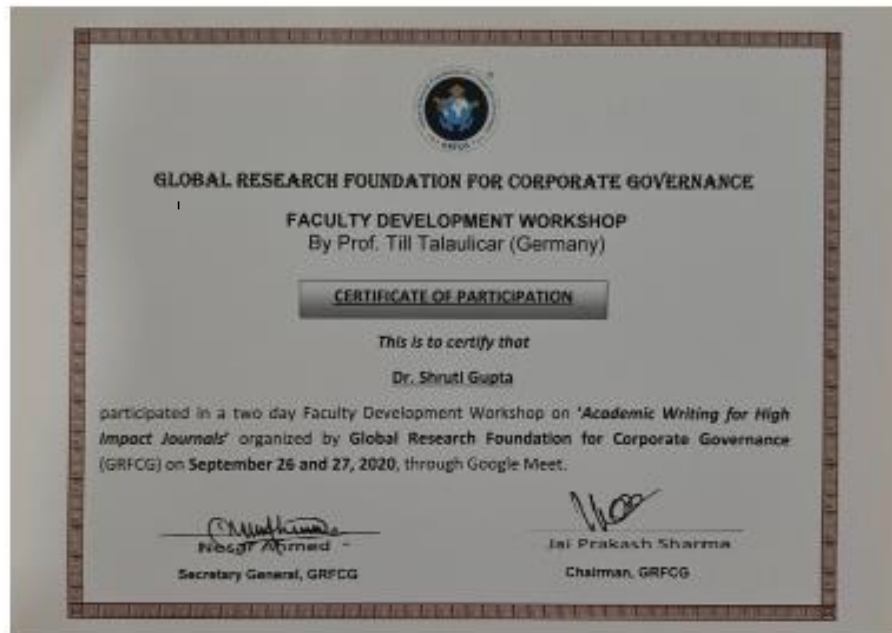 GLOBAL RESEARCH FOUNDATION FOR CORPORATE GOVERNANCE
FACULTY DEVELOPMENT WORKSHOP
By Prof. Till Talaulicar (Germany)
CERTIFICATE OF PARTICIPATION
This is to certify that
Dr. Shruti Gupta
participated in a two day Faculty Development Workshop on 'Academic Writing for High
Impact Journals' organized by Global Research Foundation for Corporate Governance
(GRFCG) on September 26 and 27, 2020, through Google Meet.
Nesar Ahmed
Jai Prakash Sharma
Secretary General, GRFCG
Chairman, GRFCG